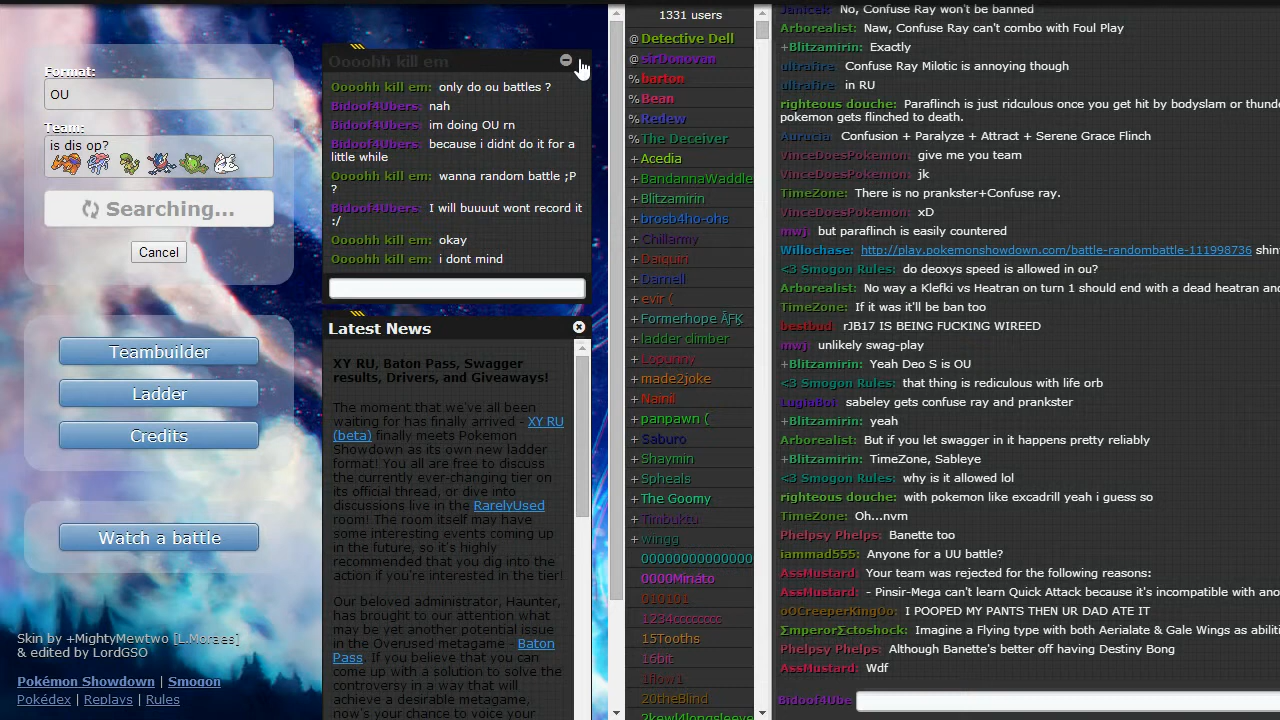 Format:
OU
Team:
is dis op?
Searching...
Cancel
Teambuilder
Ladder
Credits
Watch a battle
Skin by +MightyMewtwo [L.Morees]
& edited by LordGSO
Pokémon Showdown | Smogon
Pokédex | Replays | Rules
Oooohh kill em
Oooohh kill em: only do ou battles ?
Bidoof4Ubers: nah
Bidoof4Ubers: im doing OU rn
Bidoof4Ubers: because i didnt do it for a
little while
Oooohh kill em: wanna random battle ;P
?
Bidoof4Ubers: I will buuuut wont record it
:/
Oooohh kill em: okay
Oooohh kill em: i dont mind
Latest News
XY RU, Baton Pass, Swagger
results, Drivers, and Giveaways!
The moment that we've all been
waiting for has finally arrived - XY RU
(beta) finally meets Pokemon
Showdown as its own new ladder
format! You all are free to discuss
the currently ever-changing tier on
its official thread, or dive into
discussions live in the RarelyUsed
room! The room itself may have
some interesting events coming up
in the future, so it's highly
recommended that you dig into the
action if you're interested in the tier!
Our beloved administrator, Haunter,
has brought to our attention what
may be yet another potential issue
in the Overused metagame - Baton
Pass. If you believe that you can
come up with a solution to solve the
controversy in a way that will
achieve a desirable metagame,
now's your chance to voice your
1331 users
@Detective Dell
@sirDonovan
%barton
%Bean
%Redew
%The Deceiver
+Acedia
+BandannaWaddle
+Blitzamirin
+brosb4ho-ohs
+Chillarmy
+Daiquin
+Darnell
+evir (
+Formerhope ÃƑƘ
+ladder climber
+Lopunny
+made2joke
+Nainil
+panpawn (
+Saburo
+Shaymin
+Spheals
+The Goomy
+Timbuktu
+wingg
00000000000000
0000Mináto
010101
1234cccccccc
15Tooths
16bit
1flow1
20theBlind
2kewl4longsleeve
Janicek: No, Confuse Ray won't be banned
Arborealist: Naw, Confuse Ray can't combo with Foul Play
+Blitzamirin: Exactly
ultrafire: Confuse Ray Milotic is annoying though
ultrafire: in RU
righteous douche: Paraflinch is just ridculous once you get hit by bodyslam or thund
pokemon gets flinched to death.
Aurucia: Confusion + Paralyze + Attract + Serene Grace Flinch
VinceDoesPokemon: give me you team
VinceDoesPokemon: jk
TimeZone: There is no prankster+Confuse ray.
VinceDoesPokemon: xD
mwj: but paraflinch is easily countered
Willochase: http://play.pokemonshowdown.com/battle-randombattle-111998736 shin
<3 Smogon Rules: do deoxys speed is allowed in ou?
Arborealist: No way a Klefki vs Heatran on turn 1 should end with a dead heatran and
TimeZone: If it was it'll be ban too
bestbud: rJB17 IS BEING FUCKING WIREED
mwj: unlikely swag-play
+Blitzamirin: Yeah Deo S is OU
<3 Smogon Rules: that thing is rediculous with life orb
LugiaBoi: sabeley gets confuse ray and prankster
+Blitzamirin: yeah
Arborealist: But if you let swagger in it happens pretty reliably
+Blitzamirin: TimeZone, Sableye
<3 Smogon Rules: why is it allowed lol
righteous douche: with pokemon like excadrill yeah i guess so
TimeZone: Oh...nvm
Phelpsy Phears: Banette too
iammad555: Anyone for a UU battle?
AssMustard: Your team was rejected for the following reasons:
AssMustard: - Pinsir-Mega can't learn Quick Attack because it's incompatible with ano
oOCreeperKingOo: I POOPED MY PANTS THEN UR DAD ATE IT
ΣmperorΣctoshock: Imaging a Flying type with both Aerialate & Gale Wings as abiliti
Phelpsy Phears: Although Banette's better off having Destiny Bong
AssMustard: Wdf
Bidoof4Ube